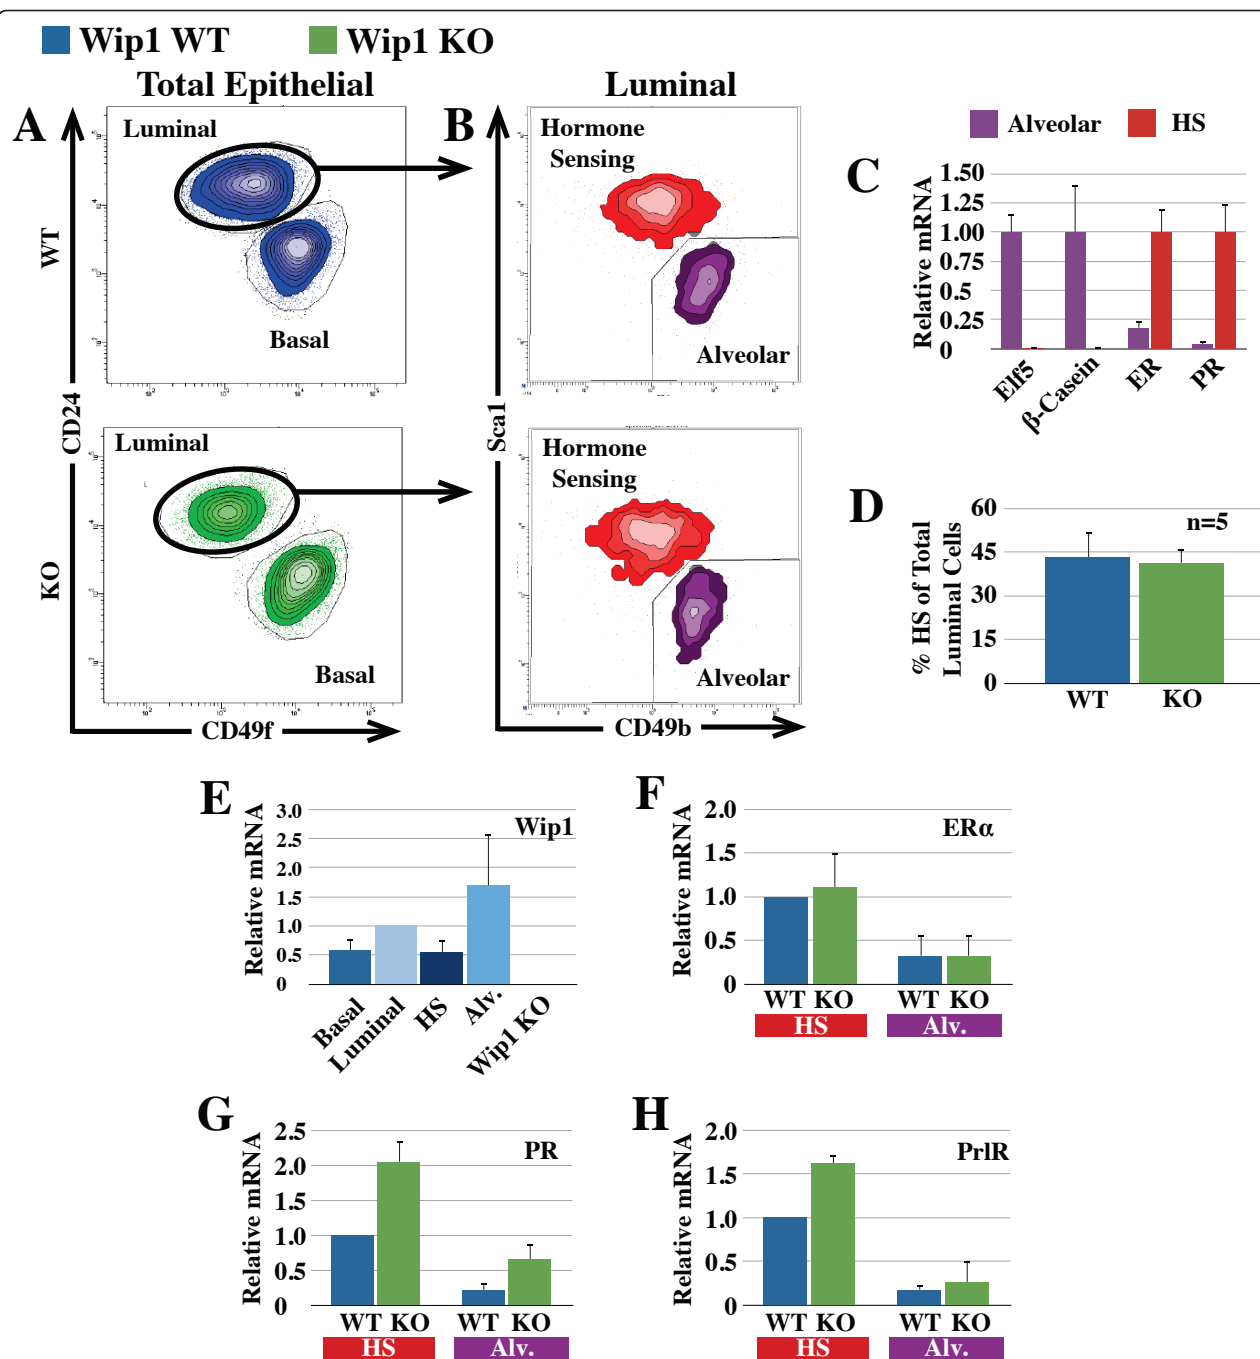 Wip1 WT Wip1 KO
Total Epithelial Luminal
A
Luminal
Basal
WT
B
Hormone
Sensing
Alveolar
CD24
Sca1
Luminal
Basal
KO
Hormone
Sensing
Alveolar
CD49f
CD49b
Alveolar HS
C
Relative mRNA
1.50
1.25
1.00
0.75
0.5
0.25
0
Elf5 β-Casein ER PR
D
% HS of Total
Luminal Cells
60
45
30
15
0
n=5
WT KO
E
Relative mRNA
3.0
2.5
2.0
1.5
1.0
0.5
0
Wip1
Basal Luminal HS Alv. Wip1 KO
F
Relative mRNA
2.0
1.5
1.0
0.5
0
ERα
WT KO WT KO
HS Alv.
G
Relative mRNA
2.5
2.0
1.5
1.0
0.5
0
PR
WT KO WT KO
HS Alv.
H
Relative mRNA
2.0
1.5
1.0
0.5
0
PrlR
WT KO WT KO
HS Alv.